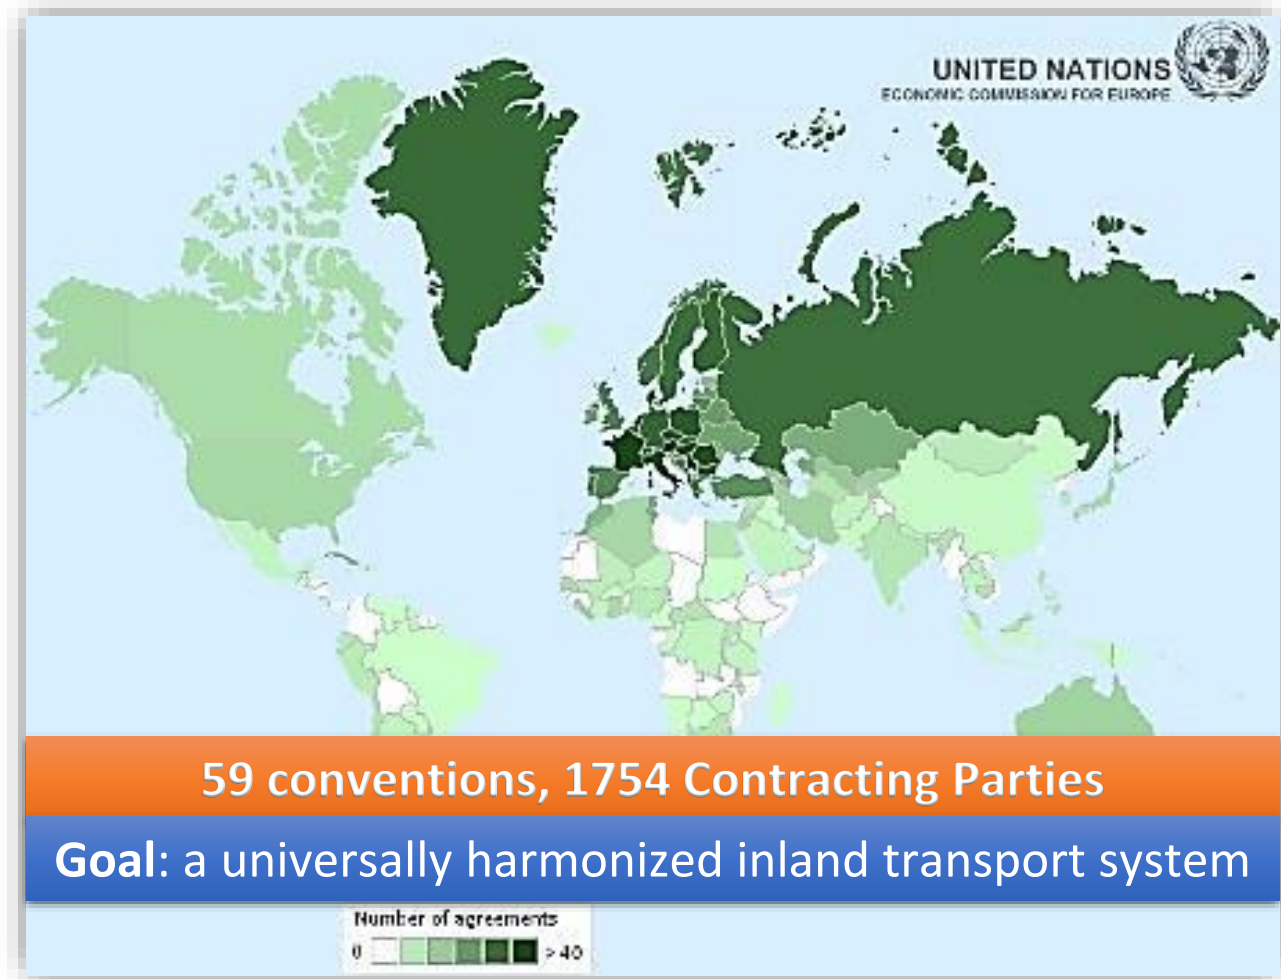 UNITED NATIONS
ECONOMIC COMMISSION FOR EUROPE
59 conventions, 1754 Contracting Parties
Goal: a universally harmonized inland transport system
Number of agreements
0 > 40